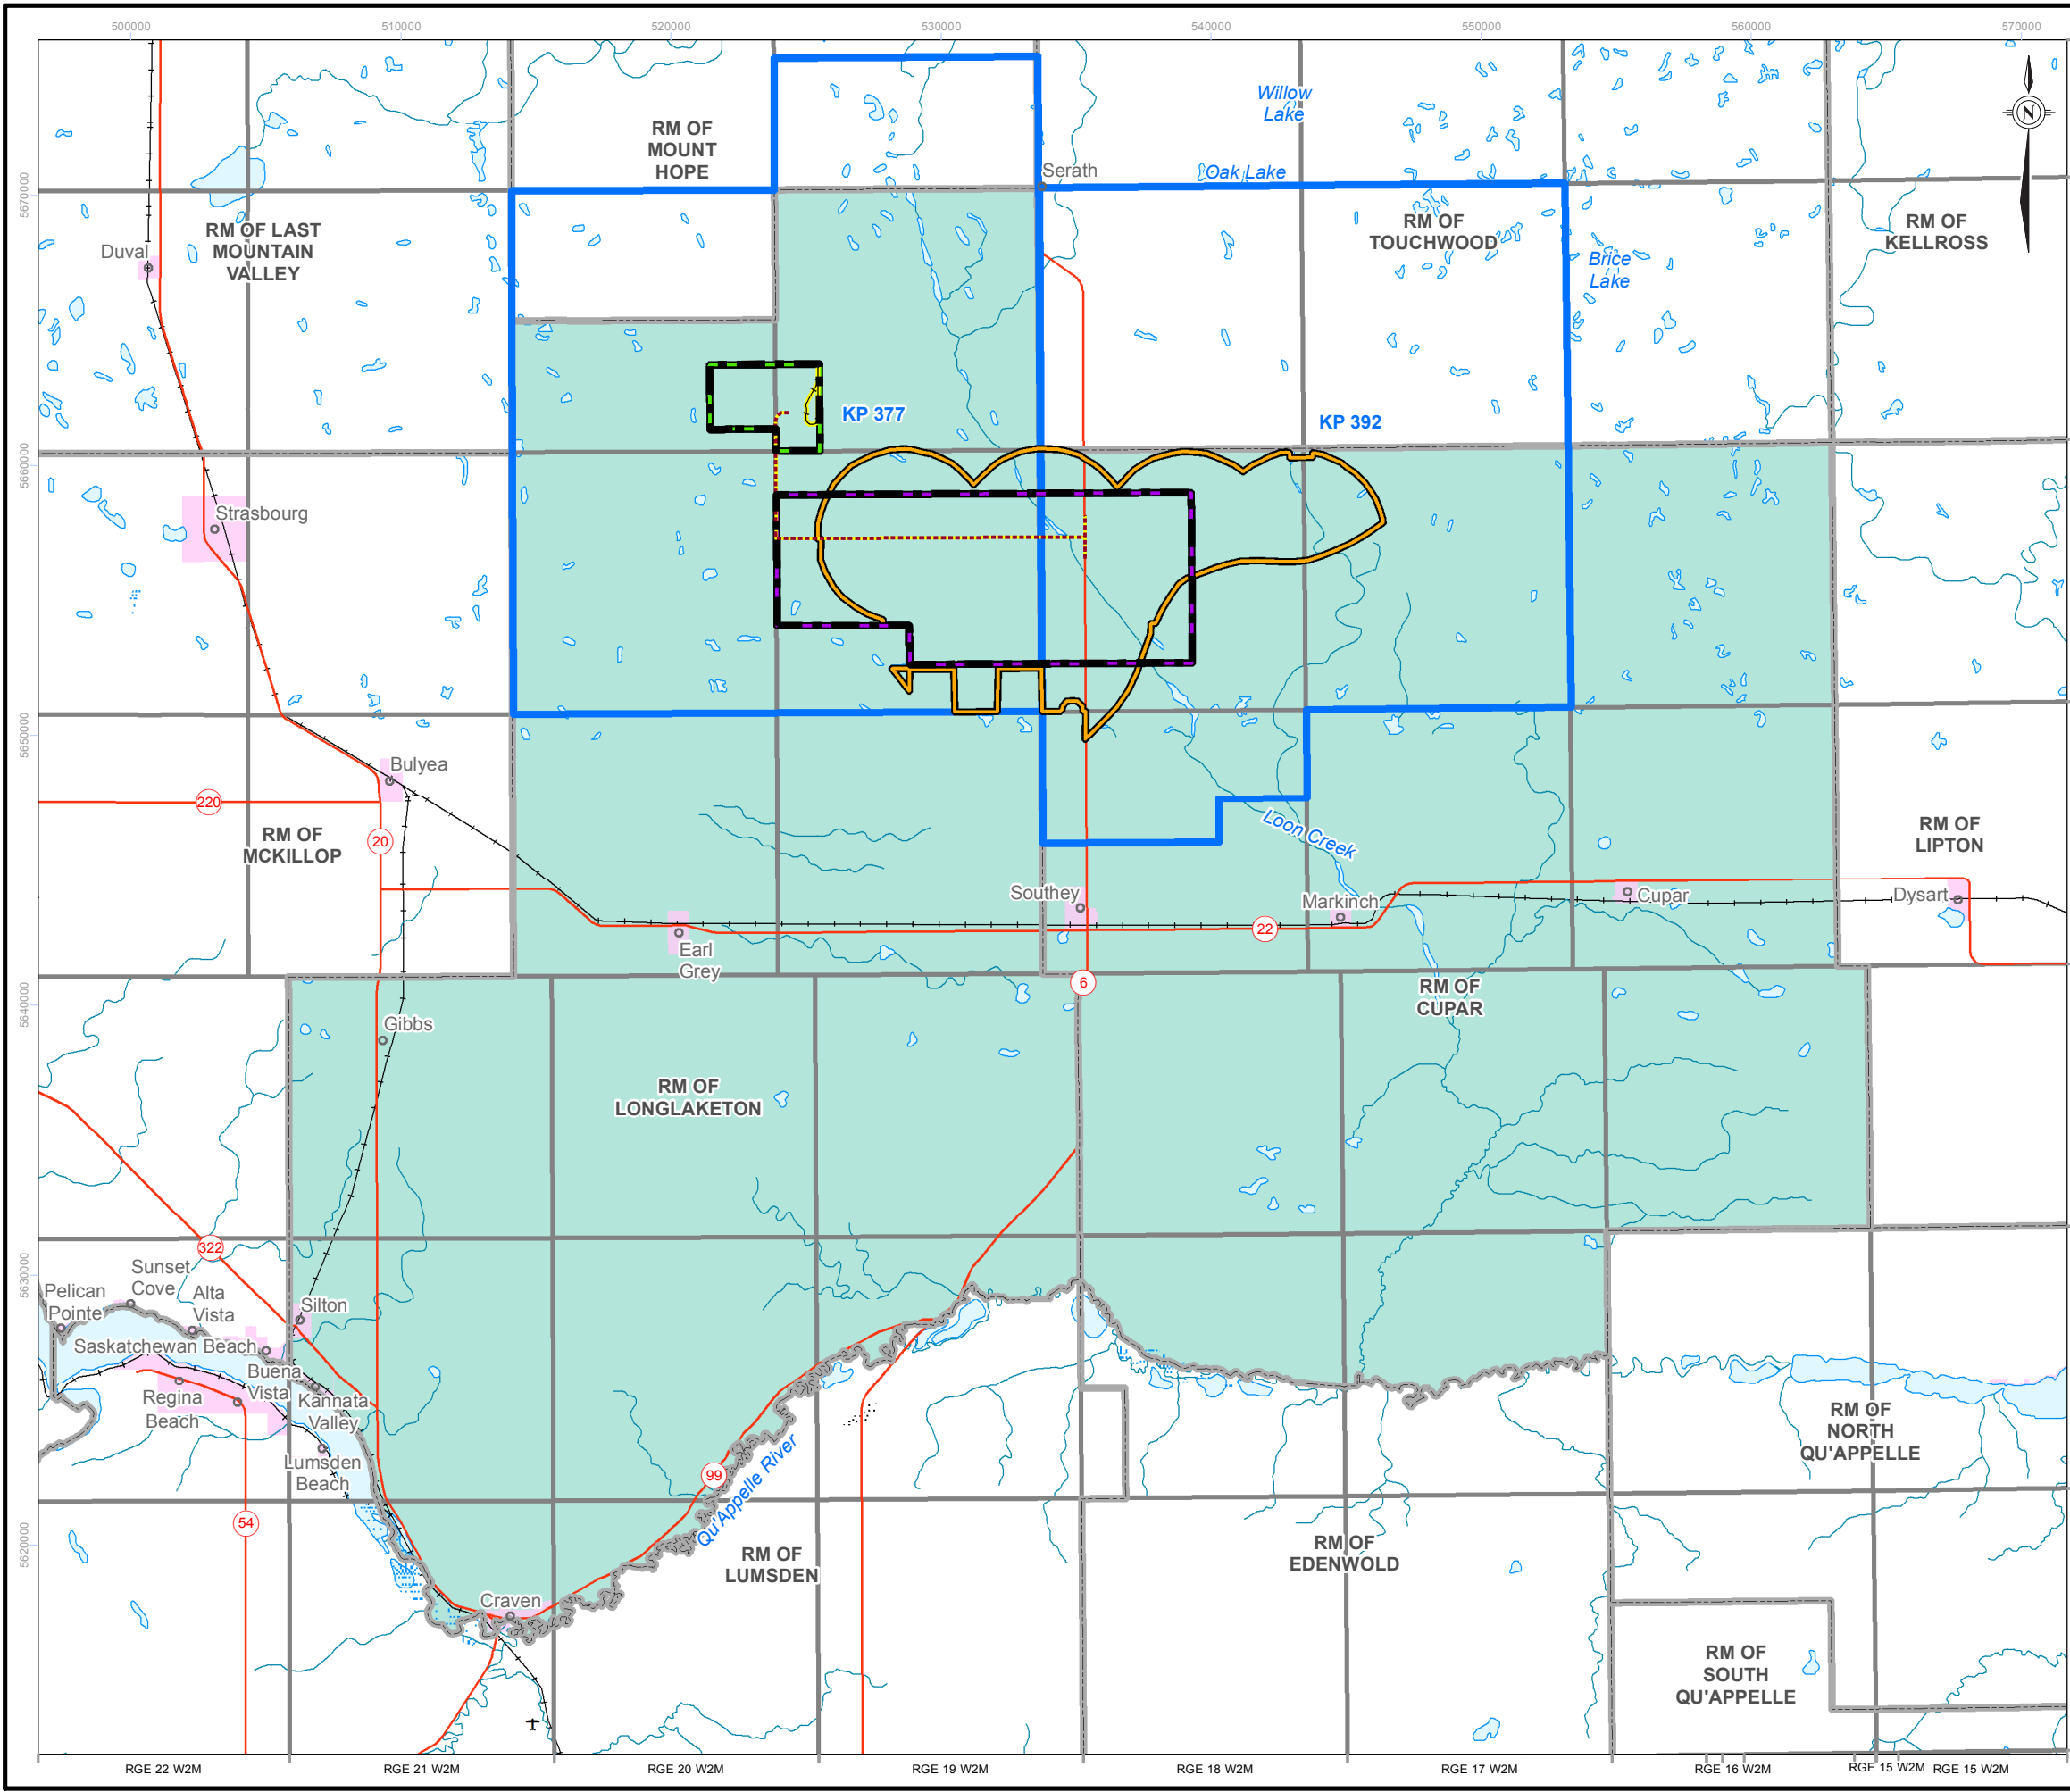 500000
510000
520000
530000
540000
550000
560000
570000
Willow
Lake
N
RM OF
MOUNT
HOPE
Serath
Oak Lake
5670000
RM OF LAST
MOUNTAIN
VALLEY
RM OF
TOUCHWOOD
RM OF
KELLROSS
Duval
Brice
Lake
KP 377
KP 392
5660000
Strasbourg
5650000
Bulyea
220
20
RM OF
MCKILLOP
Loon Creek
RM OF
LIPTON
Southey
Markinch
Cupar
Dysart
22
Earl
Grey
6
RM OF
CUPAR
5640000
Gibbs
RM OF
LONGLAKETON
322
5630000
Sunset
Cove
Pelican
Pointe
Alta
Vista
Silton
Saskatchewan Beach
Buena
Vista
Regina
Beach
Kannata
Valley
Lumsden
Beach
RM OF
NORTH
QU'APPELLE
99
Qu'Appelle River
54
5620000
RM OF
LUMSDEN
RM OF
EDENWOLD
Craven
RM OF
SOUTH
QU'APPELLE
RGE 22 W2M
RGE 21 W2M
RGE 20 W2M
RGE 19 W2M
RGE 18 W2M
RGE 17 W2M
RGE 16 W2M
RGE 15 W2M
RGE 15 W2M